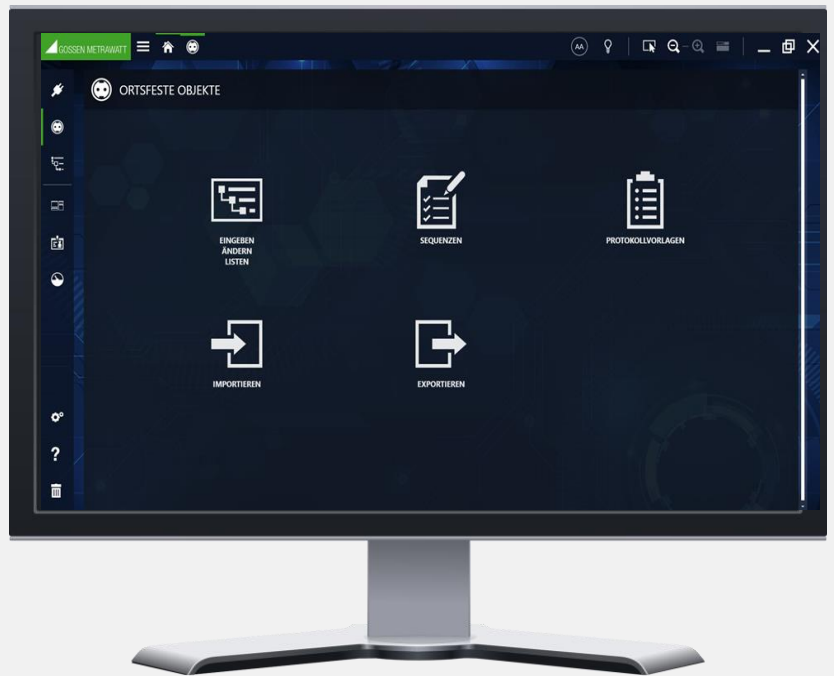 GOSSEN METRAWATT
AA
ORTSFESTE OBJEKTE
EINGEBEN
ÄNDERN
LISTEN
SEQUENZEN
PROTOKOLLVORLAGEN
IMPORTIEREN
EXPORTIEREN
?